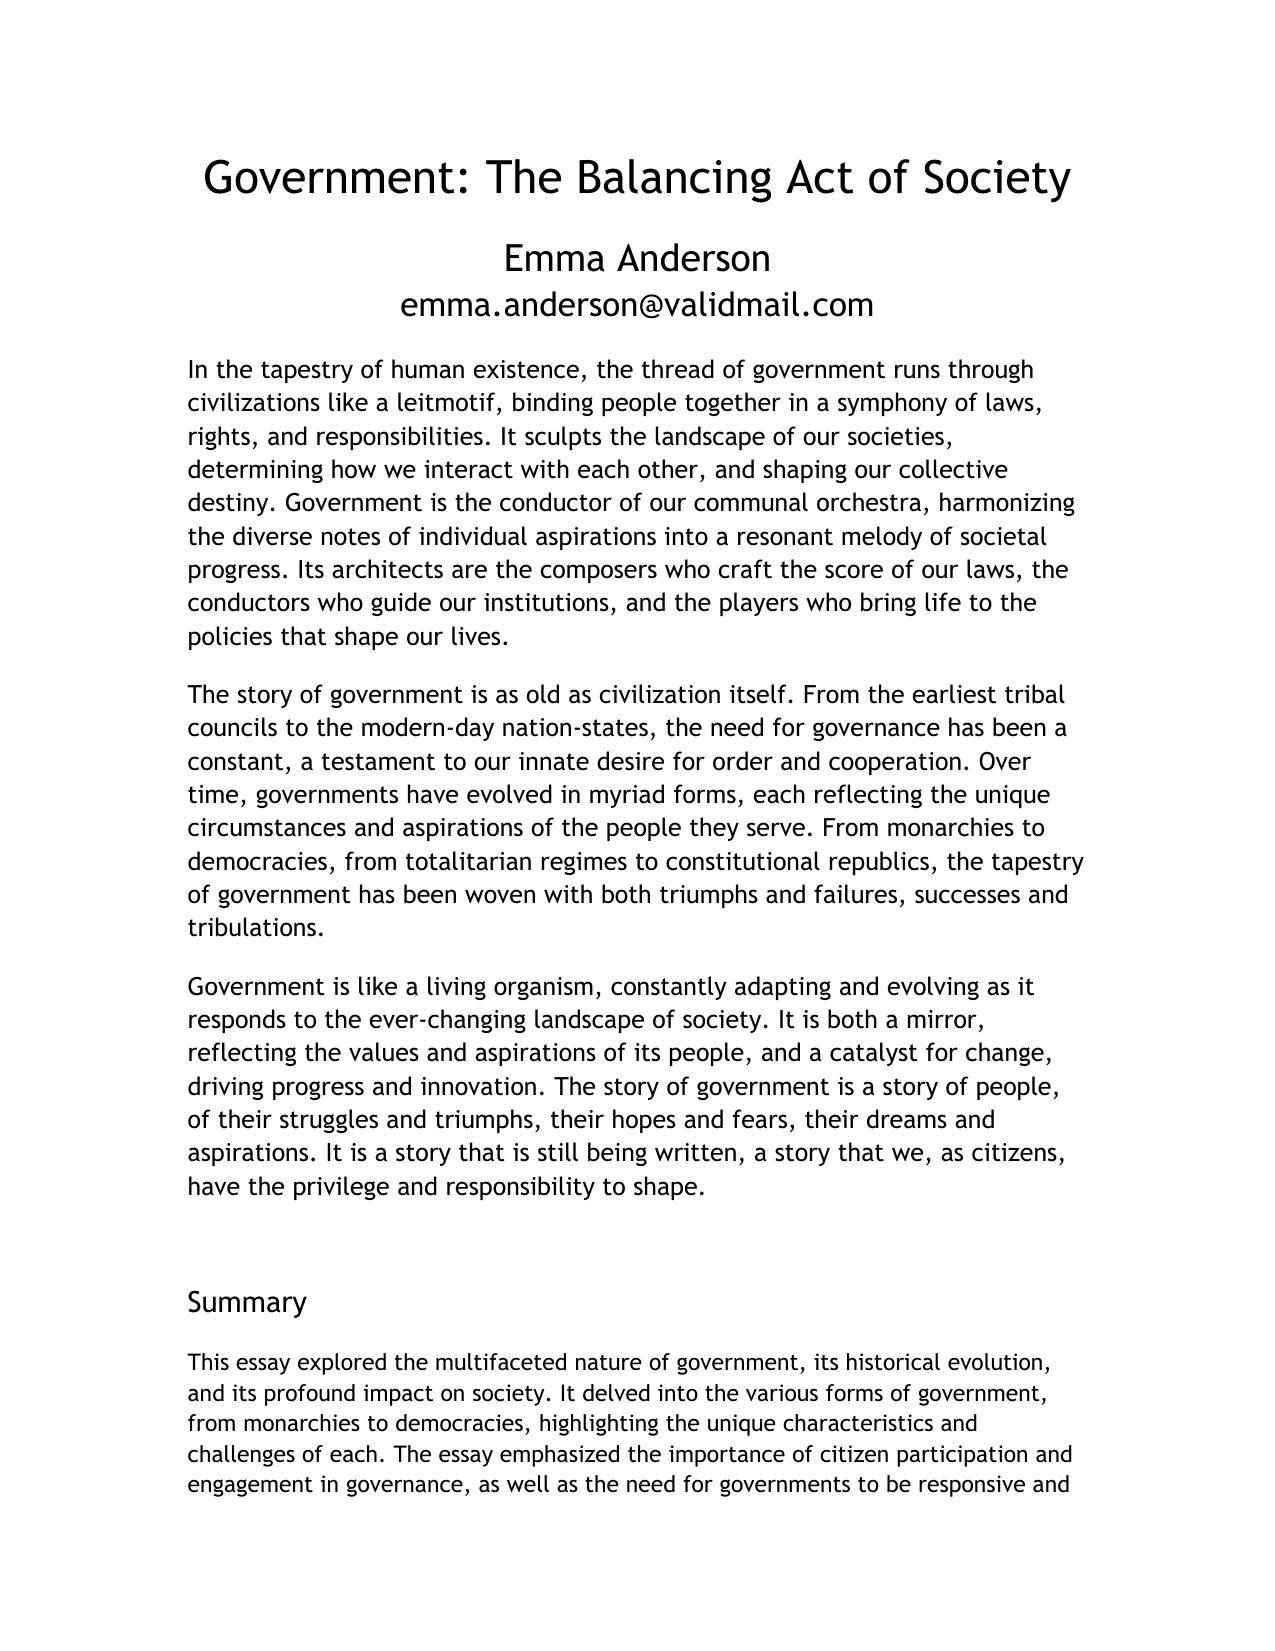 Government: The Balancing Act of Society
Emma Anderson
emma.anderson@validmail.com
In the tapestry of human existence, the thread of government runs through
civilizations like a leitmotif, binding people together in a symphony of laws,
rights, and responsibilities. It sculpts the landscape of our societies,
determining how we interact with each other, and shaping our collective
destiny. Government is the conductor of our communal orchestra, harmonizing
the diverse notes of individual aspirations into a resonant melody of societal
progress. Its architects are the composers who craft the score of our laws, the
conductors who guide our institutions, and the players who bring life to the
policies that shape our lives.
The story of government is as old as civilization itself. From the earliest tribal
councils to the modern-day nation-states, the need for governance has been a
constant, a testament to our innate desire for order and cooperation. Over
time, governments have evolved in myriad forms, each reflecting the unique
circumstances and aspirations of the people they serve. From monarchies to
democracies, from totalitarian regimes to constitutional republics, the tapestry
of government has been woven with both triumphs and failures, successes and
tribulations.
Government is like a living organism, constantly adapting and evolving as it
responds to the ever-changing landscape of society. It is both a mirror,
reflecting the values and aspirations of its people, and a catalyst for change,
driving progress and innovation. The story of government is a story of people,
of their struggles and triumphs, their hopes and fears, their dreams and
aspirations. It is a story that is still being written, a story that we, as citizens,
have the privilege and responsibility to shape.
Summary
This essay explored the multifaceted nature of government, its historical evolution,
and its profound impact on society. It delved into the various forms of government,
from monarchies to democracies, highlighting the unique characteristics and
challenges of each. The essay emphasized the importance of citizen participation and
engagement in governance, as well as the need for governments to be responsive and